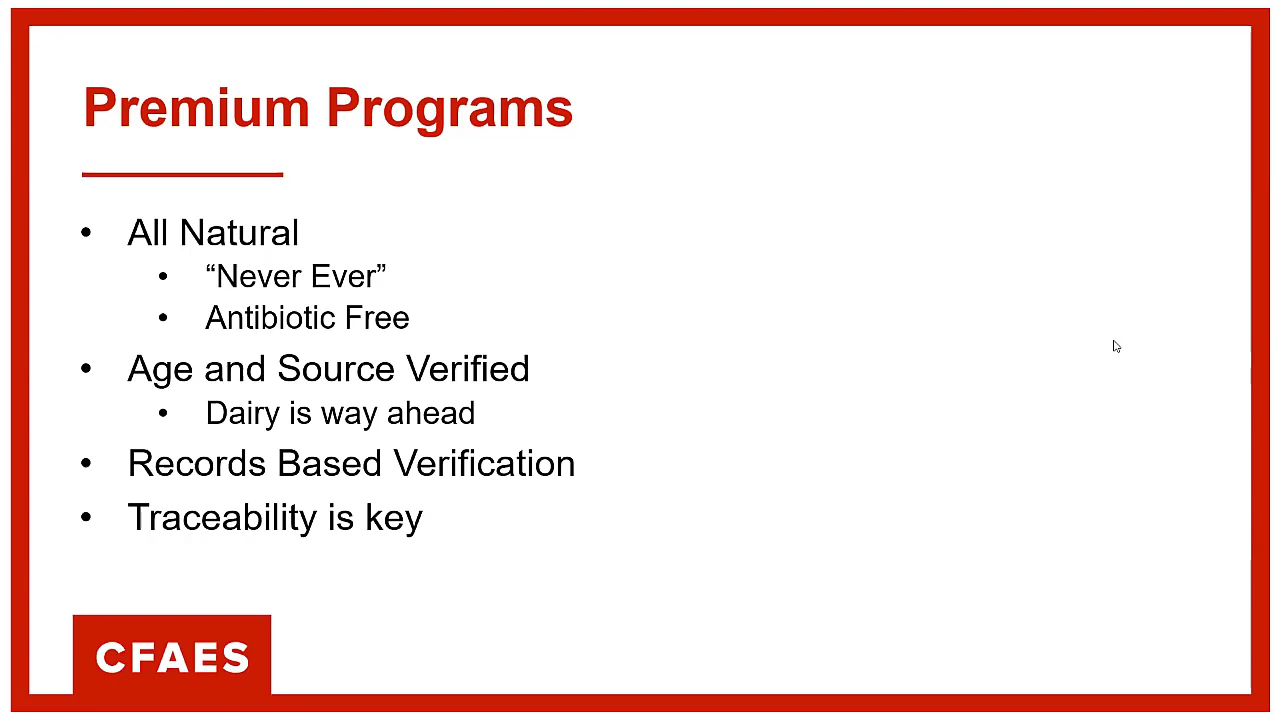 Premium Programs
• All Natural
• “Never Ever”
• Antibiotic Free
• Age and Source Verified
• Dairy is way ahead
• Records Based Verification
• Traceability is key
CFAES